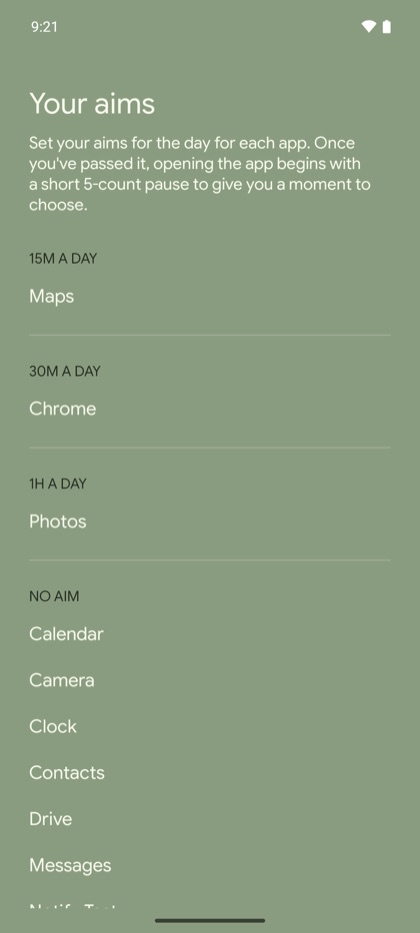 9:21
Your aims
Set your aims for the day for each app. Once
you've passed it, opening the app begins with
a short 5-count pause to give you a moment to
choose.
15M A DAY
Maps
30M A DAY
Chrome
1H A DAY
Photos
NO AIM
Calendar
Camera
Clock
Contacts
Drive
Messages